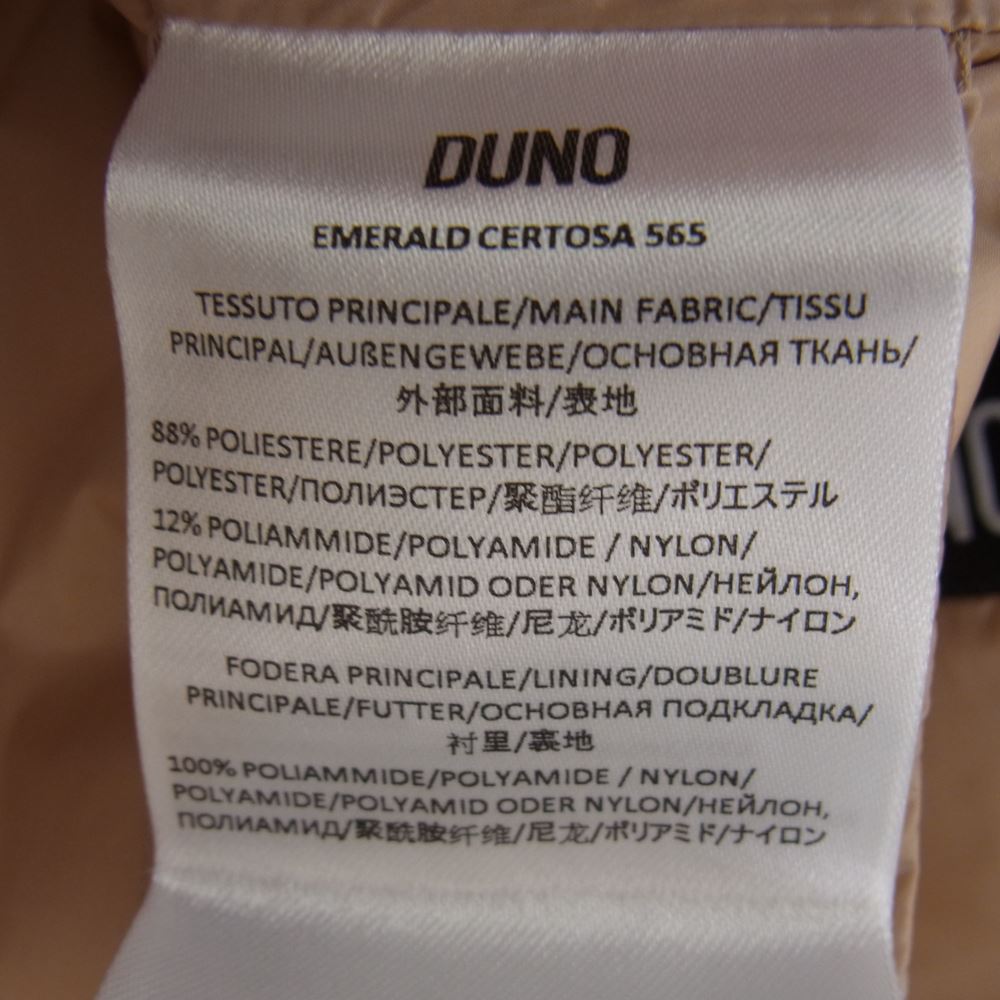 DUNO
EMERALD CERTOSA 565
TESSUTO PRINCIPALE/MAIN FABRIC/TISSU
PRINCIPAL/AUßENGEWEBE/ОСНОВНАЯ ТКАНЬ/
外部面料/表地
88% POLIESTERE/POLYESTER/POLYESTER/
POLYESTER/ПОЛИЭСТЕР/聚酯纤维/ポリエステル
12% POLIAMMIDE/POLYAMIDE / NYLON/
POLYAMIDE/POLYAMID ODER NYLON/НЕЙЛОН,
ПОЛИАМИД/聚酰胺纤维/尼龙/ポリアミド/ナイロン
FODERA PRINCIPALE/LINING/DOUBLURE
PRINCIPALE/FUTTER/ОСНОВНАЯ ПОДКЛАДКА/
衬里/裏地
100% POLIAMMIDE/POLYAMIDE / NYLON/
POLYAMIDE/POLYAMID ODER NYLON/НЕЙЛОН,
ПОЛИАМИД/聚酰胺纤维/尼龙/ポリアミド/ナイロン